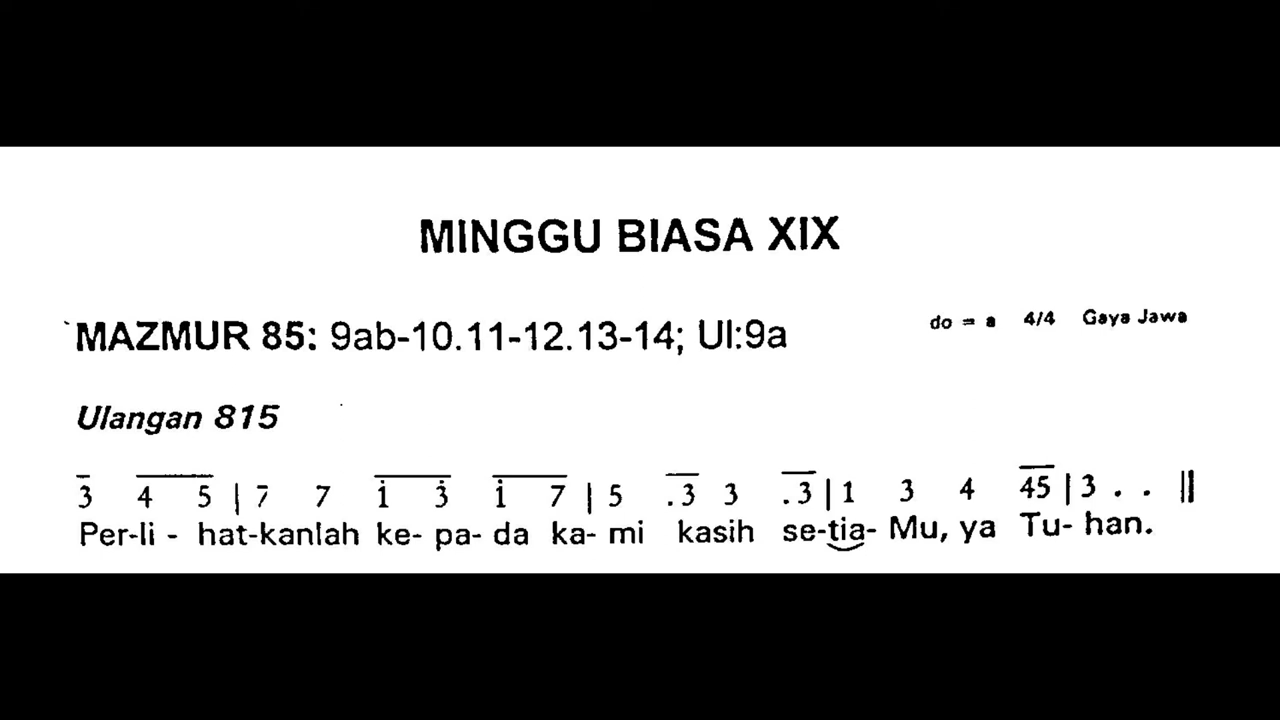 MINGGU BIASA XIX
MAZMUR 85: 9ab-10.11-12.13-14; Ul:9a
do = a 4/4 Gaya Jawa
Ulangan 815
3 4 5 | 7 7 1̇ 3̇ 1̇ 7 | 5 .3 3 .3 | 1 3 4 45 | 3 . . ||
Per-li - hat-kanlah ke- pa- da ka- mi kasih se-tia- Mu, ya Tu- han.